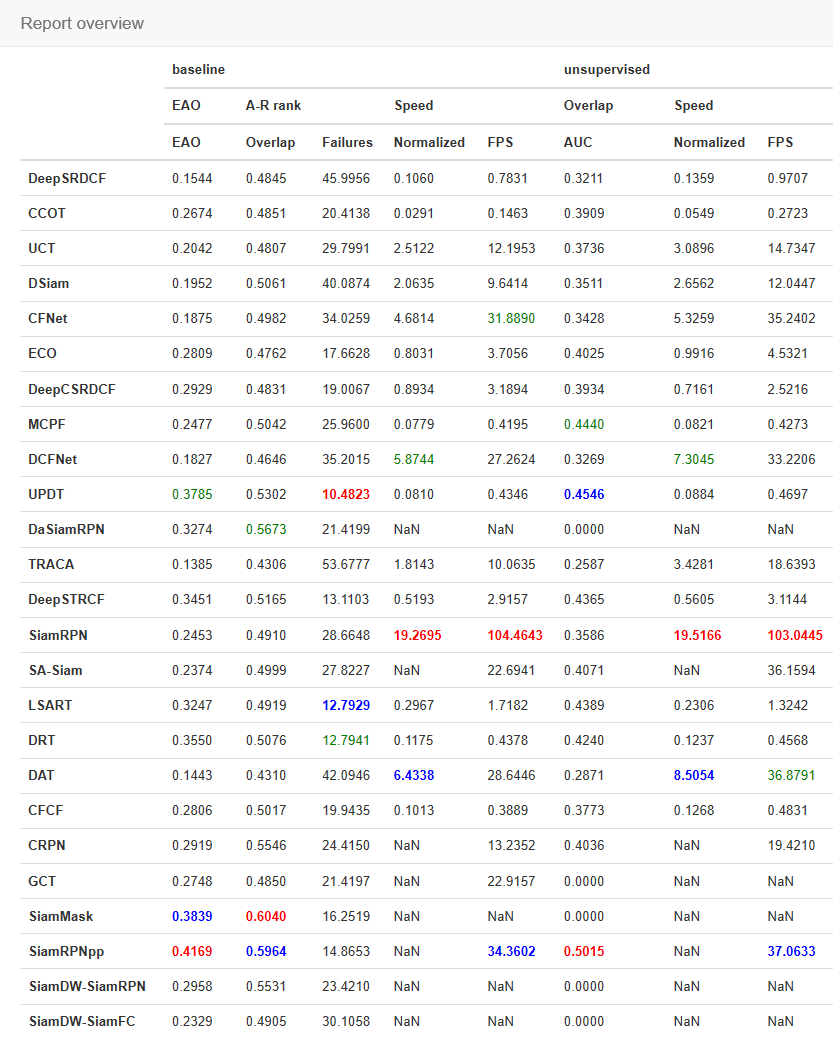 Report overview
baseline unsupervised
EAO A-R rank Speed Overlap Speed
EAO Overlap Failures Normalized FPS AUC Normalized FPS
DeepSRDCF 0.1544 0.4845 45.9956 0.1060 0.7831 0.3211 0.1359 0.9707
CCOT 0.2674 0.4851 20.4138 0.0291 0.1463 0.3909 0.0549 0.2723
UCT 0.2042 0.4807 29.7991 2.5122 12.1953 0.3736 3.0896 14.7347
DSiam 0.1952 0.5061 40.0874 2.0635 9.6414 0.3511 2.6562 12.0447
CFNet 0.1875 0.4982 34.0259 4.6814 31.8890 0.3428 5.3259 35.2402
ECO 0.2809 0.4762 17.6628 0.8031 3.7056 0.4025 0.9916 4.5321
DeepCSRDCF 0.2929 0.4831 19.0067 0.8934 3.1894 0.3934 0.7161 2.5216
MCPF 0.2477 0.5042 25.9600 0.0779 0.4195 0.4440 0.0821 0.4273
DCFNet 0.1827 0.4646 35.2015 5.8744 27.2624 0.3269 7.3045 33.2206
UPDT 0.3785 0.5302 10.4823 0.0810 0.4346 0.4546 0.0884 0.4697
DaSiamRPN 0.3274 0.5673 21.4199 NaN NaN 0.0000 NaN NaN
TRACA 0.1385 0.4306 53.6777 1.8143 10.0635 0.2587 3.4281 18.6393
DeepSTRCF 0.3451 0.5165 13.1103 0.5193 2.9157 0.4365 0.5605 3.1144
SiamRPN 0.2453 0.4910 28.6648 19.2695 104.4643 0.3586 19.5166 103.0445
SA-Siam 0.2374 0.4999 27.8227 NaN 22.6941 0.4071 NaN 36.1594
LSART 0.3247 0.4919 12.7929 0.2967 1.7182 0.4389 0.2306 1.3242
DRT 0.3550 0.5076 12.7941 0.1175 0.4378 0.4240 0.1237 0.4568
DAT 0.1443 0.4310 42.0946 6.4338 28.6446 0.2871 8.5054 36.8791
CFCF 0.2806 0.5017 19.9435 0.1013 0.3889 0.3773 0.1268 0.4831
CRPN 0.2919 0.5546 24.4150 NaN 13.2352 0.4036 NaN 19.4210
GCT 0.2748 0.4850 21.4197 NaN 22.9157 0.0000 NaN NaN
SiamMask 0.3839 0.6040 16.2519 NaN NaN 0.0000 NaN NaN
SiamRPNpp 0.4169 0.5964 14.8653 NaN 34.3602 0.5015 NaN 37.0633
SiamDW-SiamRPN 0.2958 0.5531 23.4210 NaN NaN 0.0000 NaN NaN
SiamDW-SiamFC 0.2329 0.4905 30.1058 NaN NaN 0.0000 NaN NaN